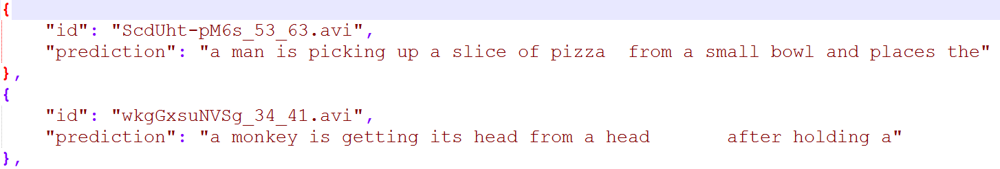 {
    "id": "ScdUht-pM6s_53_63.avi",
    "prediction": "a man is picking up a slice of pizza  from a small bowl and places the"
},
{
    "id": "wkgGxsuNVSg_34_41.avi",
    "prediction": "a monkey is getting its head from a head       after holding a"
},